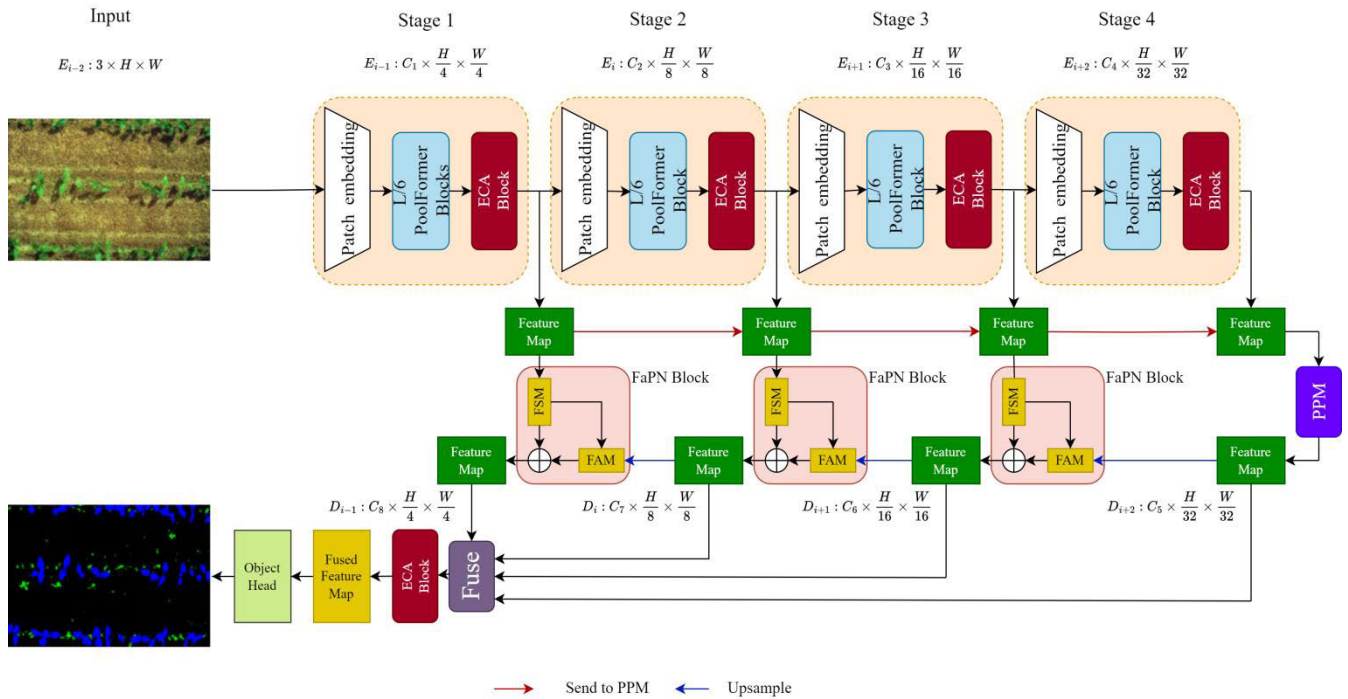 Input
Stage 1
Stage 2
Stage 3
Stage 4
E_{i-2} : 3 × H × W
E_{i-1} : C_1 × H/4 × W/4
E_i : C_2 × H/8 × W/8
E_{i+1} : C_3 × H/16 × W/16
E_{i+2} : C_4 × H/32 × W/32
Patch embedding
L/6
PoolFormer
Blocks
ECA
Block
Patch embedding
L/6
PoolFormer
Block
ECA
Block
Patch embedding
L/6
PoolFormer
Block
ECA
Block
Patch embedding
L/6
PoolFormer
Block
ECA
Block
Feature
Map
Feature
Map
Feature
Map
Feature
Map
FaPN Block
FSM
FAM
FaPN Block
FSM
FAM
FaPN Block
FSM
FAM
PPM
Feature
Map
Feature
Map
Feature
Map
Feature
Map
D_{i-1} : C_8 × H/4 × W/4
D_i : C_7 × H/8 × W/8
D_{i+1} : C_6 × H/16 × W/16
D_{i+2} : C_5 × H/32 × W/32
Object
Head
Fused
Feature
Map
ECA
Block
Fuse
Send to PPM
Upsample